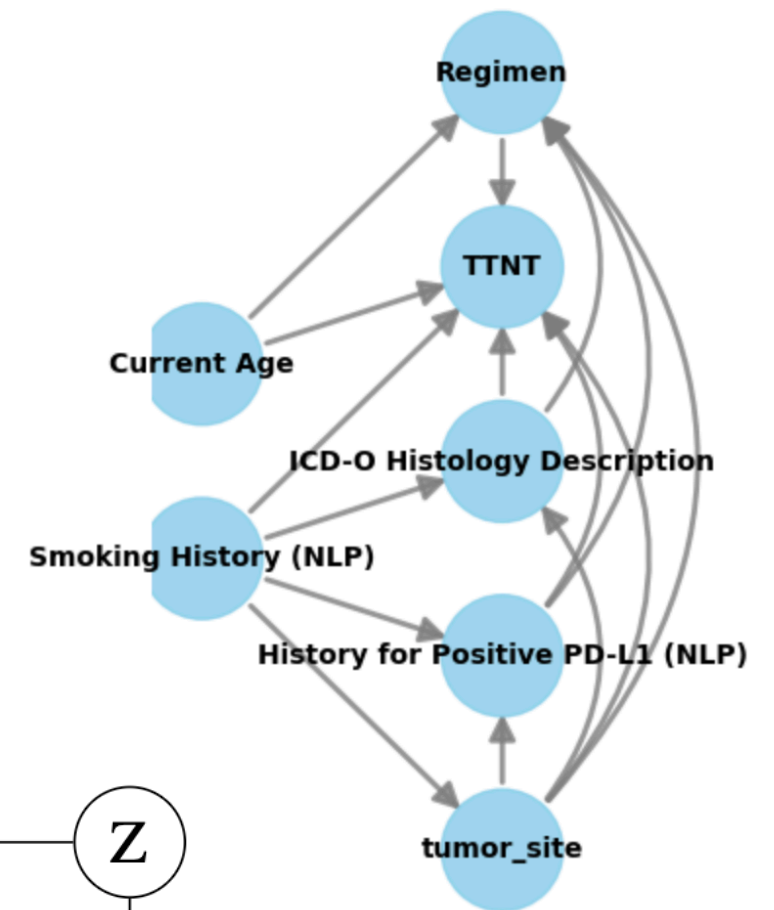 Regimen
TTNT
Current Age
ICD-O Histology Description
Smoking History (NLP)
History for Positive PD-L1 (NLP)
Z
tumor_site